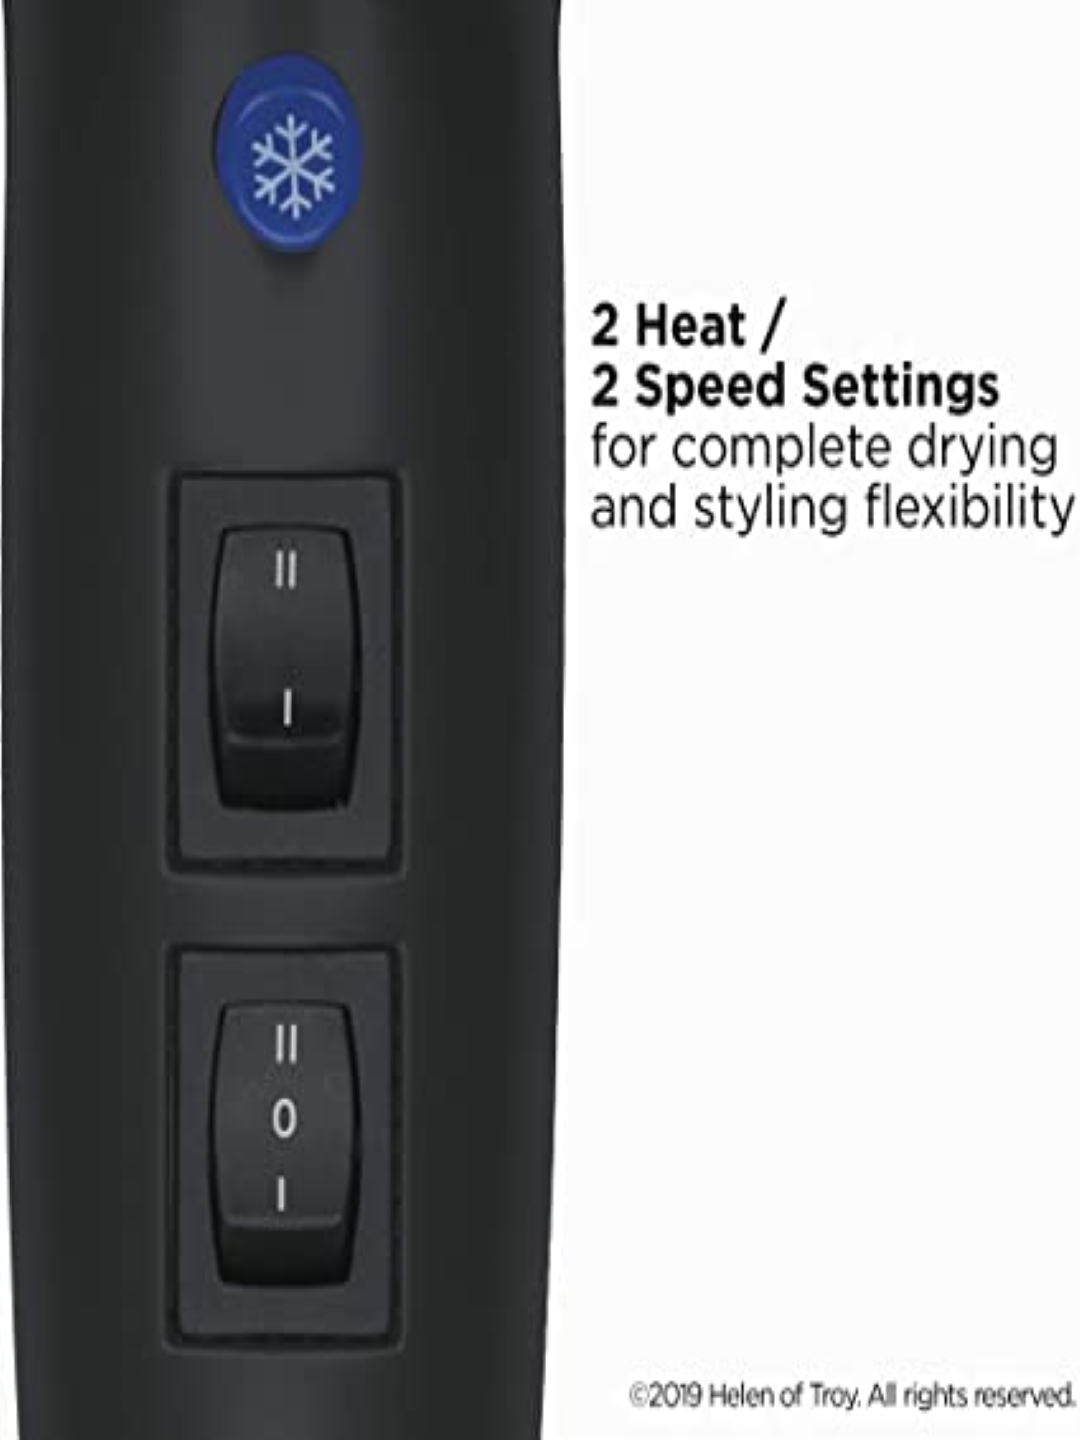 2 Heat /
2 Speed Settings
for complete drying
and styling flexibility
II
I
II
0
I
©2019 Helen of Troy. All rights reserved.